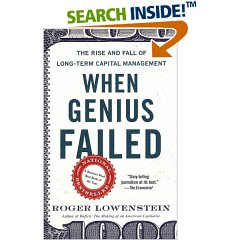 SEARCH INSIDE!™
THE RISE AND FALL OF
LONG-TERM CAPITAL MANAGEMENT
WHEN
GENIUS
FAILED
NATIONAL
BESTSELLER
"Story-telling
journalism at its best."
—The Economist
ROGER LOWENSTEIN
Author of Buffett: The Making of an American Capitalist